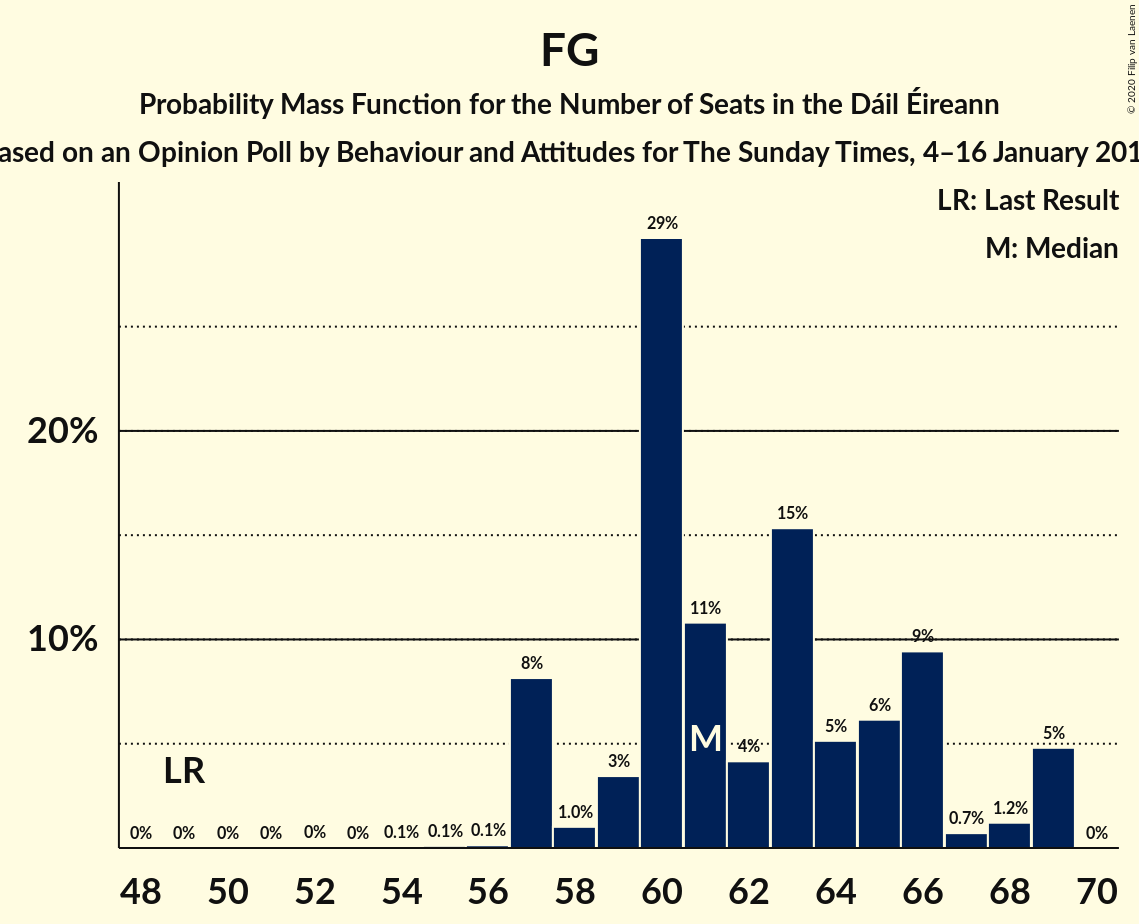 FG
Probability Mass Function for the Number of Seats in the Dáil Éireann
ased on an Opinion Poll by Behaviour and Attitudes for The Sunday Times, 4–16 January 201
© 2020 Filip van Laenen
LR: Last Result
M: Median
29%
20%
15%
11%
10%
9%
8%
6%
5%
5%
M
4%
LR
3%
0% 0% 0% 0% 0% 0% 0.1% 0.1% 0.1% 1.0% 0.7% 1.2% 0%
48 50 52 54 56 58 60 62 64 66 68 70